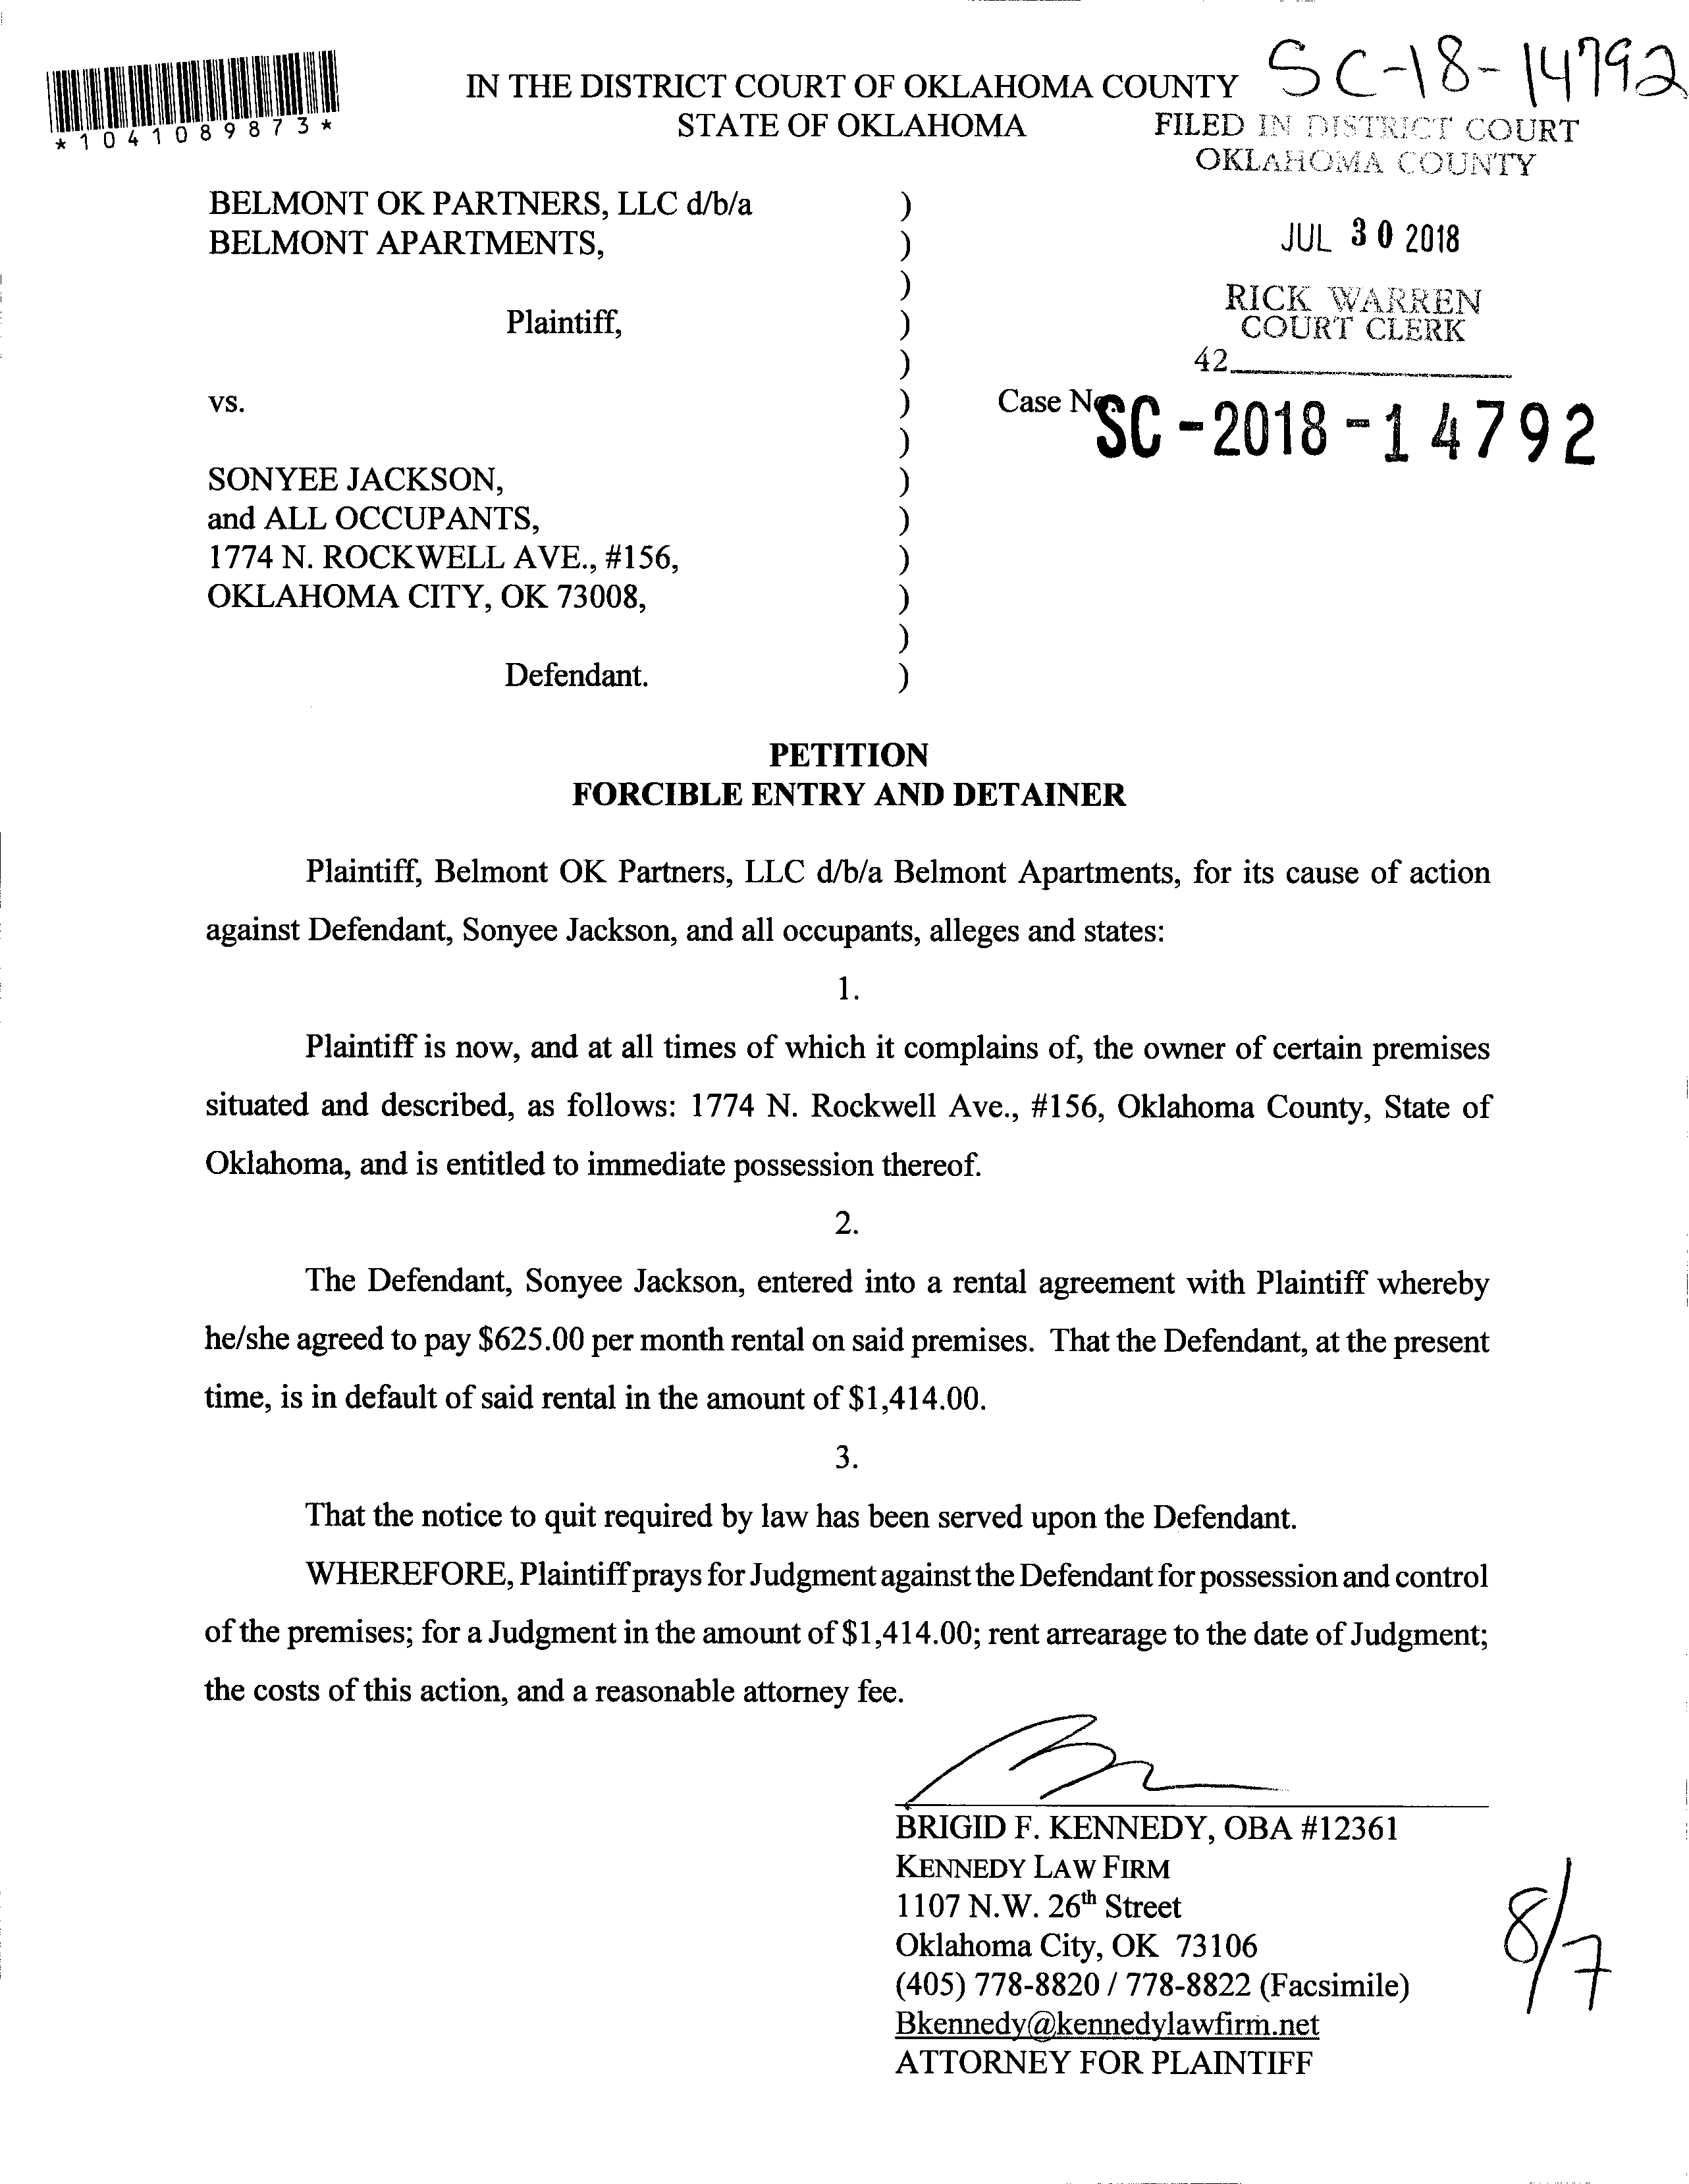 SC-18-14792
*1041089873*
IN THE DISTRICT COURT OF OKLAHOMA COUNTY
STATE OF OKLAHOMA
FILED IN DISTRICT COURT
OKLAHOMA COUNTY
JUL 30 2018
RICK WARREN
COURT CLERK
42
BELMONT OK PARTNERS, LLC d/b/a )
BELMONT APARTMENTS, )
)
Plaintiff, )
)
vs. ) Case No. SC-2018-14792
)
SONYEE JACKSON, )
and ALL OCCUPANTS, )
1774 N. ROCKWELL AVE., #156, )
OKLAHOMA CITY, OK 73008, )
)
Defendant. )
PETITION
FORCIBLE ENTRY AND DETAINER
Plaintiff, Belmont OK Partners, LLC d/b/a Belmont Apartments, for its cause of action
against Defendant, Sonyee Jackson, and all occupants, alleges and states:
1.
Plaintiff is now, and at all times of which it complains of, the owner of certain premises
situated and described, as follows: 1774 N. Rockwell Ave., #156, Oklahoma County, State of
Oklahoma, and is entitled to immediate possession thereof.
2.
The Defendant, Sonyee Jackson, entered into a rental agreement with Plaintiff whereby
he/she agreed to pay $625.00 per month rental on said premises. That the Defendant, at the present
time, is in default of said rental in the amount of $1,414.00.
3.
That the notice to quit required by law has been served upon the Defendant.
WHEREFORE, Plaintiff prays for Judgment against the Defendant for possession and control
of the premises; for a Judgment in the amount of $1,414.00; rent arrearage to the date of Judgment;
the costs of this action, and a reasonable attorney fee.
BRIGID F. KENNEDY, OBA #12361
KENNEDY LAW FIRM
1107 N.W. 26th Street
Oklahoma City, OK 73106
(405) 778-8820 / 778-8822 (Facsimile)
Bkennedy@kennedylawfirm.net
ATTORNEY FOR PLAINTIFF
8/7